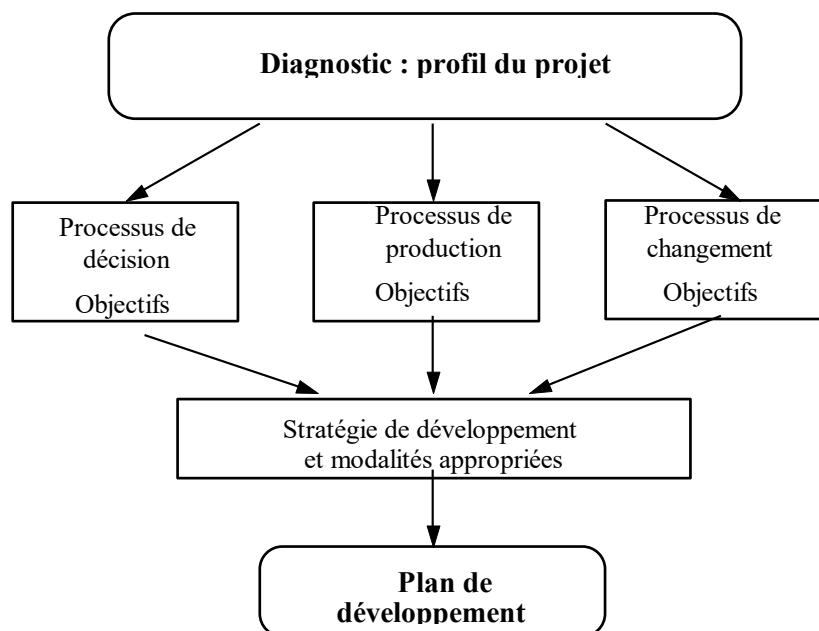 Diagnostic : profil du projet
Processus de
décision
Objectifs
Processus de
production
Objectifs
Processus de
changement
Objectifs
Stratégie de développement
et modalités appropriées
Plan de
développement